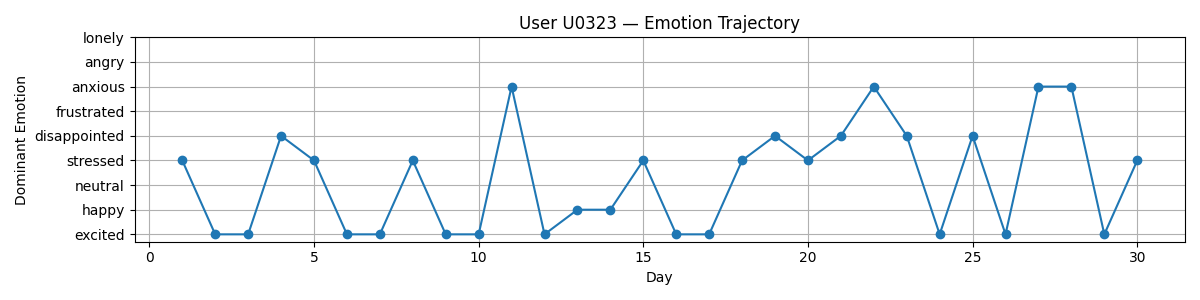 User U0323 — Emotion Trajectory
Dominant Emotion
lonely
angry
anxious
frustrated
disappointed
stressed
neutral
happy
excited
0 5 10 15 20 25 30
Day